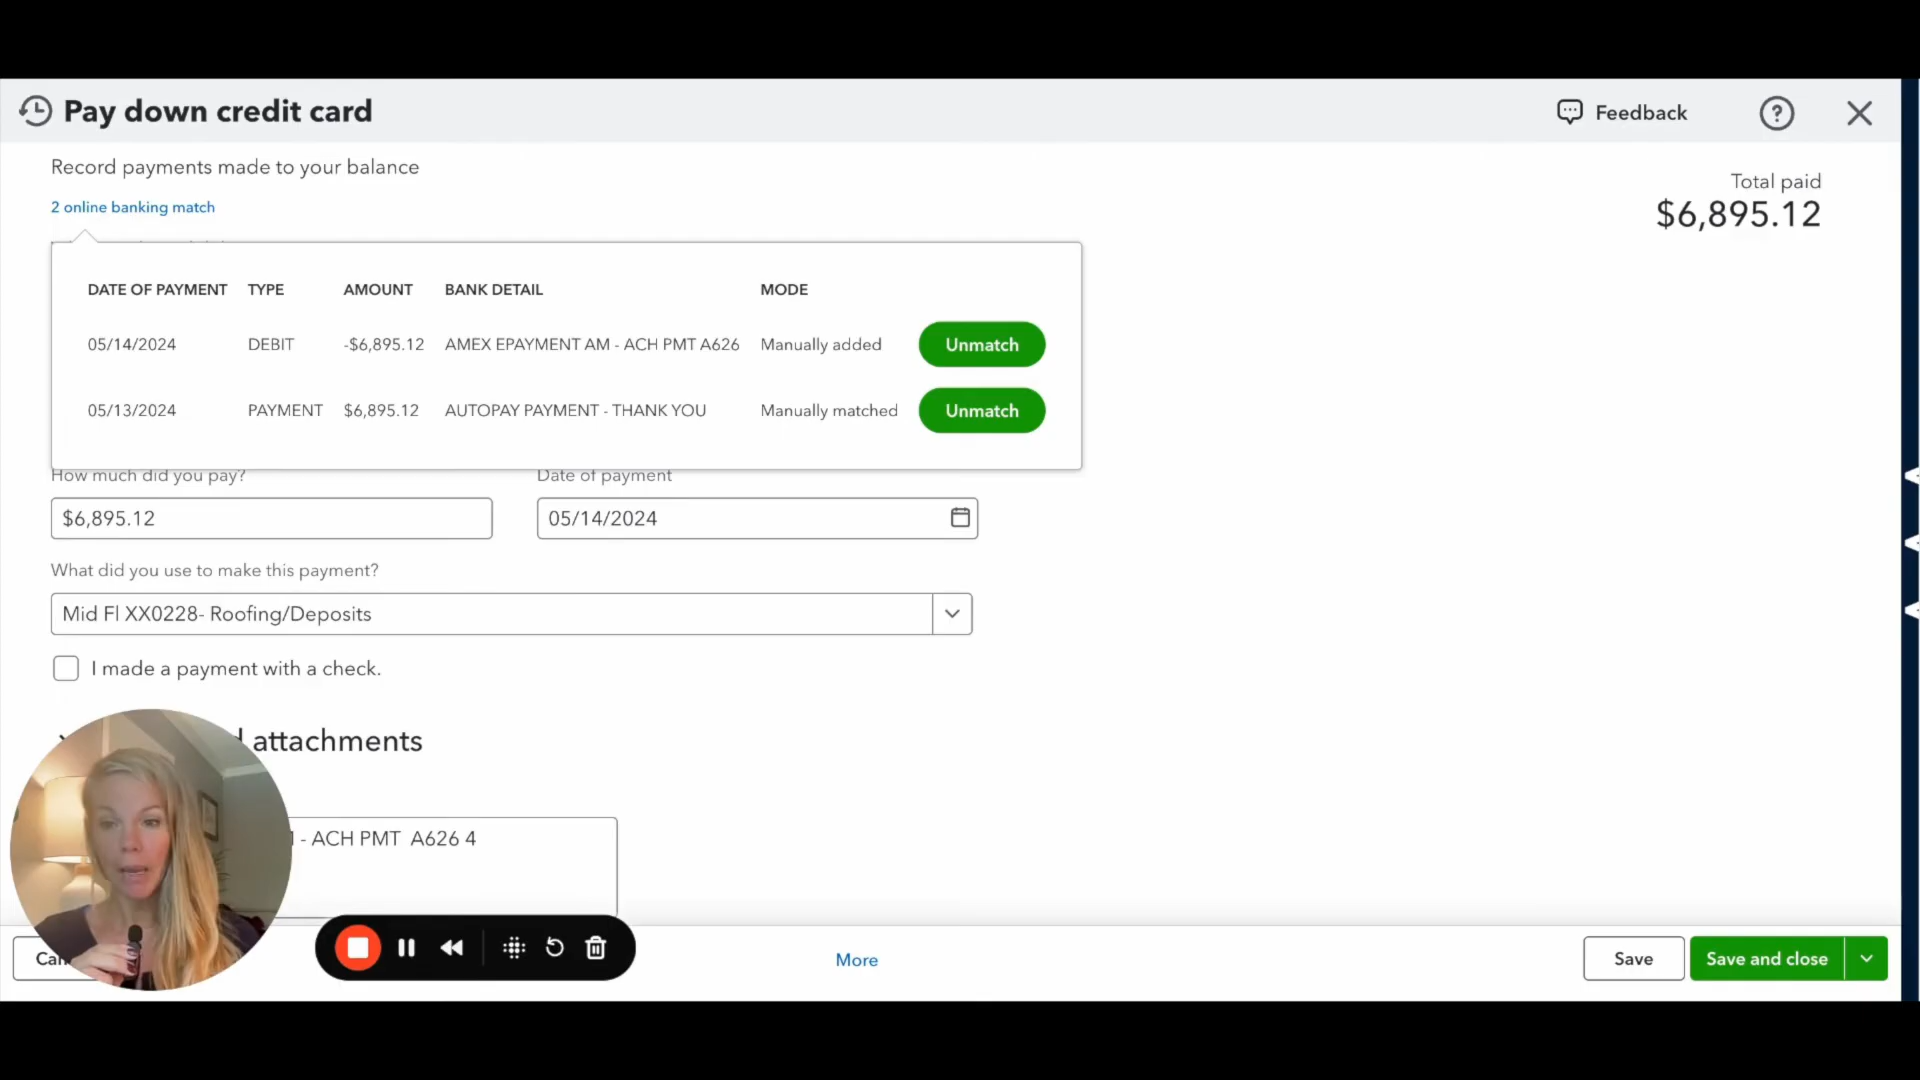 Pay down credit card
Feedback
?
Record payments made to your balance
Total paid
$6,895.12
2 online banking match
DATE OF PAYMENT TYPE AMOUNT BANK DETAIL MODE
05/14/2024 DEBIT -$6,895.12 AMEX EPAYMENT AM - ACH PMT A626 Manually added Unmatch
05/13/2024 PAYMENT $6,895.12 AUTOPAY PAYMENT - THANK YOU Manually matched Unmatch
How much did you pay? Date of payment
$6,895.12 05/14/2024
What did you use to make this payment?
Mid Fl XX0228- Roofing/Deposits
I made a payment with a check.
attachments
- ACH PMT A626 4
More
Save
Save and close